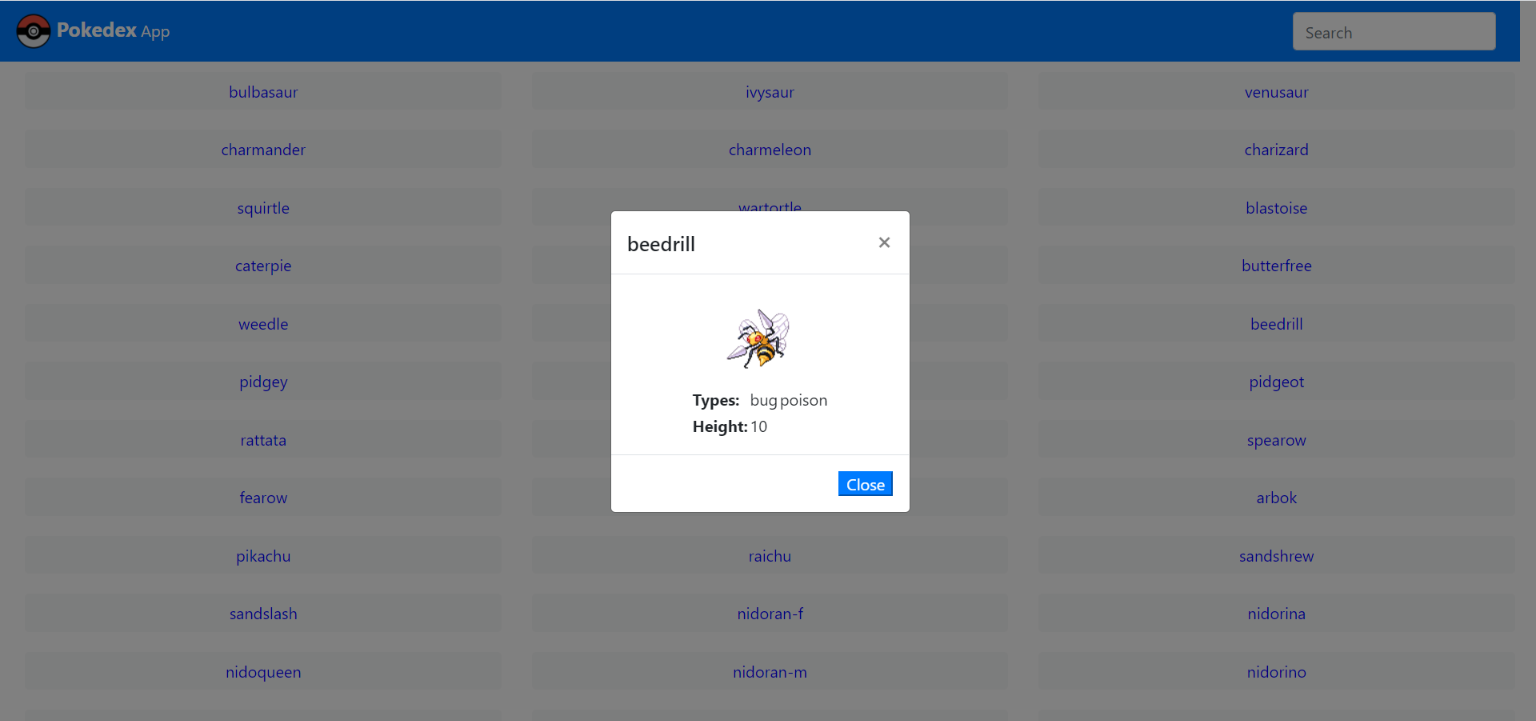 Pokedex App
Search
bulbasaur ivysaur venusaur
charmander charmeleon charizard
squirtle wartortle blastoise
caterpie butterfree
weedle beedrill
pidgey pidgeot
rattata spearow
fearow arbok
pikachu raichu sandshrew
sandslash nidoran-f nidorina
nidoqueen nidoran-m nidorino
beedrill ×
Types: bug poison
Height: 10
Close